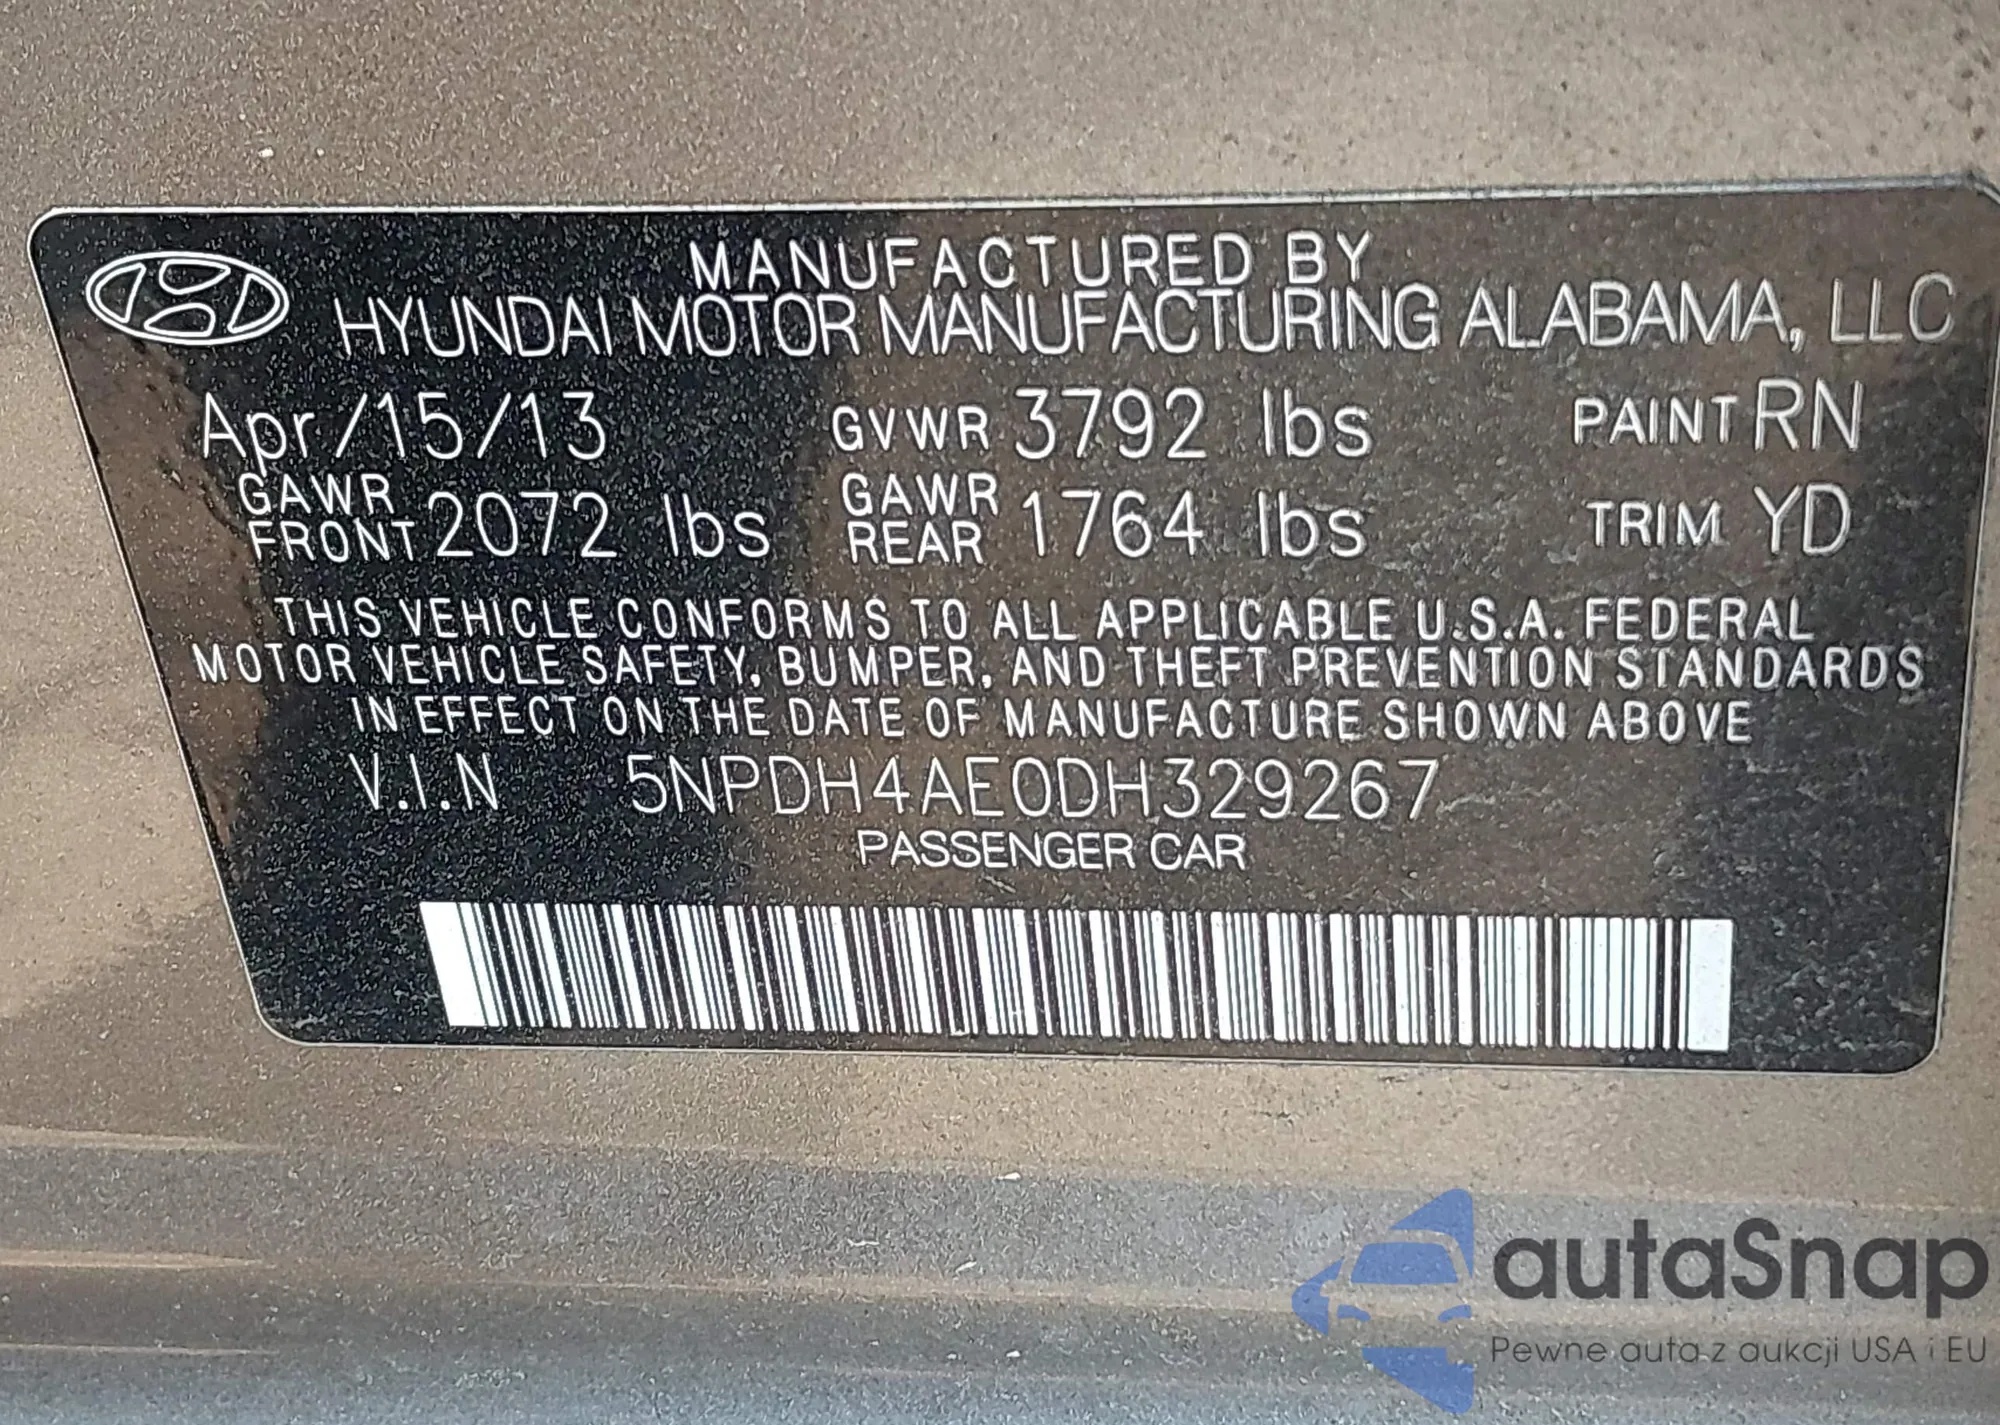 MANUFACTURED BY
HYUNDAI MOTOR MANUFACTURING ALABAMA, LLC
Apr/15/13 GVWR 3792 lbs PAINT RN
GAWR FRONT 2072 lbs GAWR REAR 1764 lbs TRIM YD
THIS VEHICLE CONFORMS TO ALL APPLICABLE U.S.A. FEDERAL
MOTOR VEHICLE SAFETY, BUMPER, AND THEFT PREVENTION STANDARDS
IN EFFECT ON THE DATE OF MANUFACTURE SHOWN ABOVE
V.I.N 5NPDH4AE0DH329267
PASSENGER CAR
autaSnap
Pewne auta z aukcji USA i EU